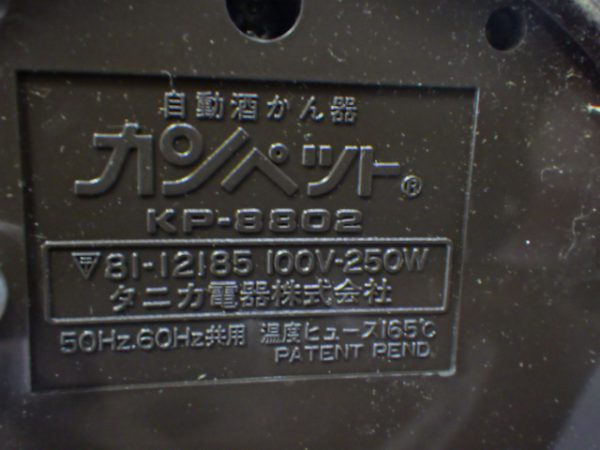 自動酒かん器
カンペット®
KP-8802
▽〒81-12185 100V-250W
タニカ電器株式会社
50Hz.60Hz共用 温度ヒューズ165℃
PATENT PEND.